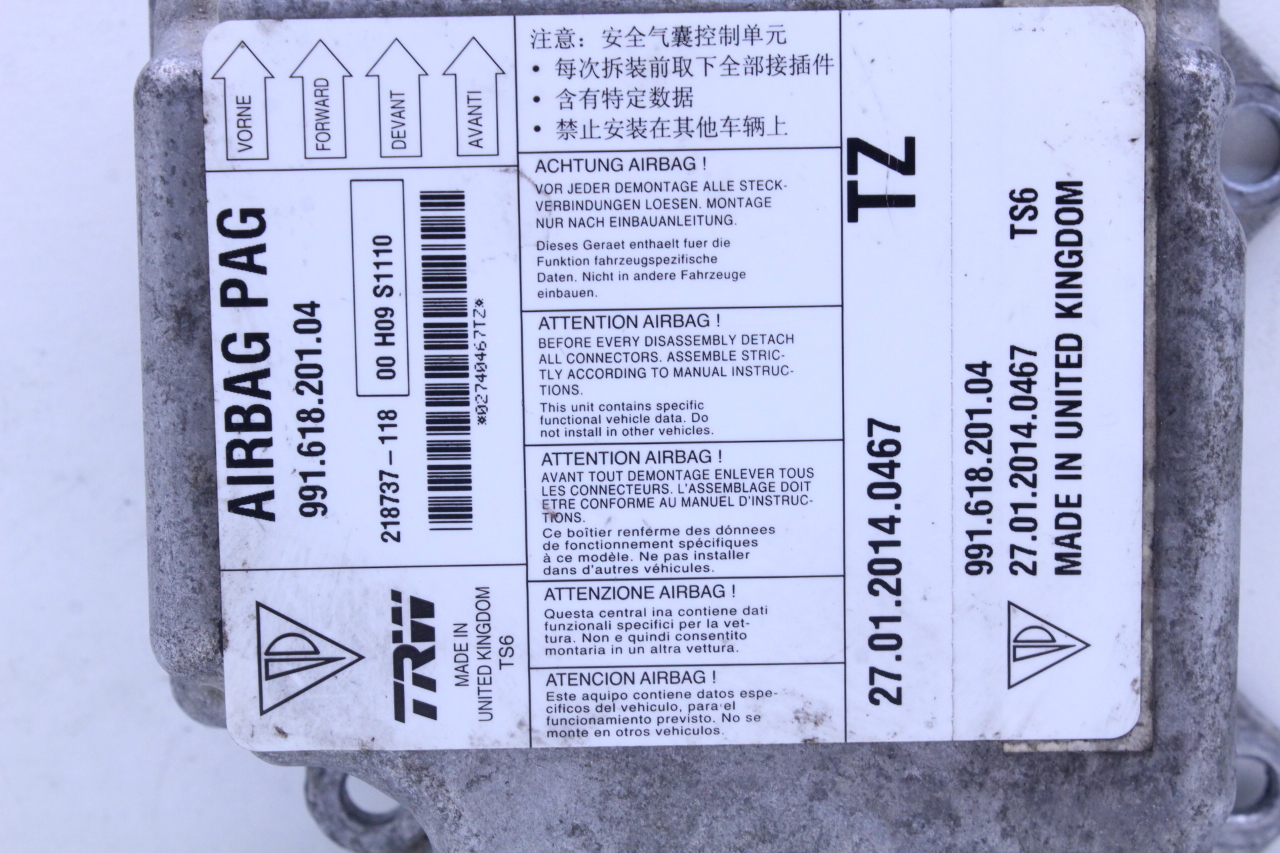 VORNE
FORWARD
DEVANT
AVANTI
AIRBAG PAG
991.618.201.04
00 H09 S1110
218737-118
*02740467TZ*
TRW
MADE IN
UNITED KINGDOM
TS6
注意：安全气囊控制单元
• 每次拆装前取下全部接插件
• 含有特定数据
• 禁止安装在其他车辆上
ACHTUNG AIRBAG !
VOR JEDER DEMONTAGE ALLE STECK-
VERBINDUNGEN LOESEN. MONTAGE
NUR NACH EINBAUANLEITUNG.
Dieses Geraet enthaelt fuer die
Funktion fahrzeugspezifische
Daten. Nicht in andere Fahrzeuge
einbauen.
ATTENTION AIRBAG !
BEFORE EVERY DISASSEMBLY DETACH
ALL CONNECTORS. ASSEMBLE STRIC-
TLY ACCORDING TO MANUAL INSTRUC-
TIONS.
This unit contains specific
functional vehicle data. Do
not install in other vehicles.
ATTENTION AIRBAG !
AVANT TOUT DEMONTAGE ENLEVER TOUS
LES CONNECTEURS. L'ASSEMBLAGE DOIT
ETRE CONFORME AU MANUEL D'INSTRUC-
TIONS.
Ce boîtier renferme des dónnees
de fonctionnement spécifiques
à ce modèle. Ne pas installer
dans d'autres véhicules.
ATTENZIONE AIRBAG !
Questa central ina contiene dati
funzionali specifici per la vet-
tura. Non e quindi consentito
montaria in un altra vettura.
ATENCION AIRBAG !
Este aquipo contiene datos espe-
cificos del vehiculo, para el
funcionamiento previsto. No se
monte en otros vehiculos.
TZ
27.01.2014.0467
991.618.201.04
27.01.2014.0467 TS6
MADE IN UNITED KINGDOM